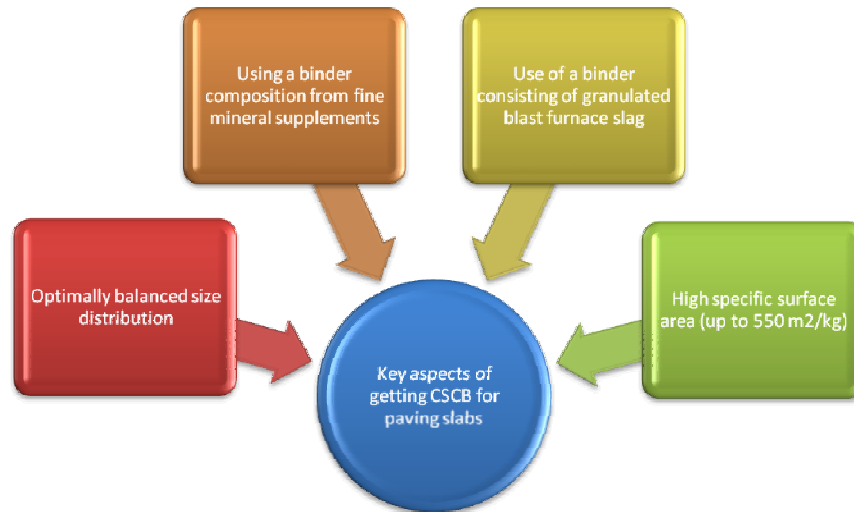 Using a binder
composition from fine
mineral supplements
Use of a binder
consisting of granulated
blast furnace slag
Optimally balanced size
distribution
High specific surface
area (up to 550 m2/kg)
Key aspects of
getting CSCB for
paving slabs